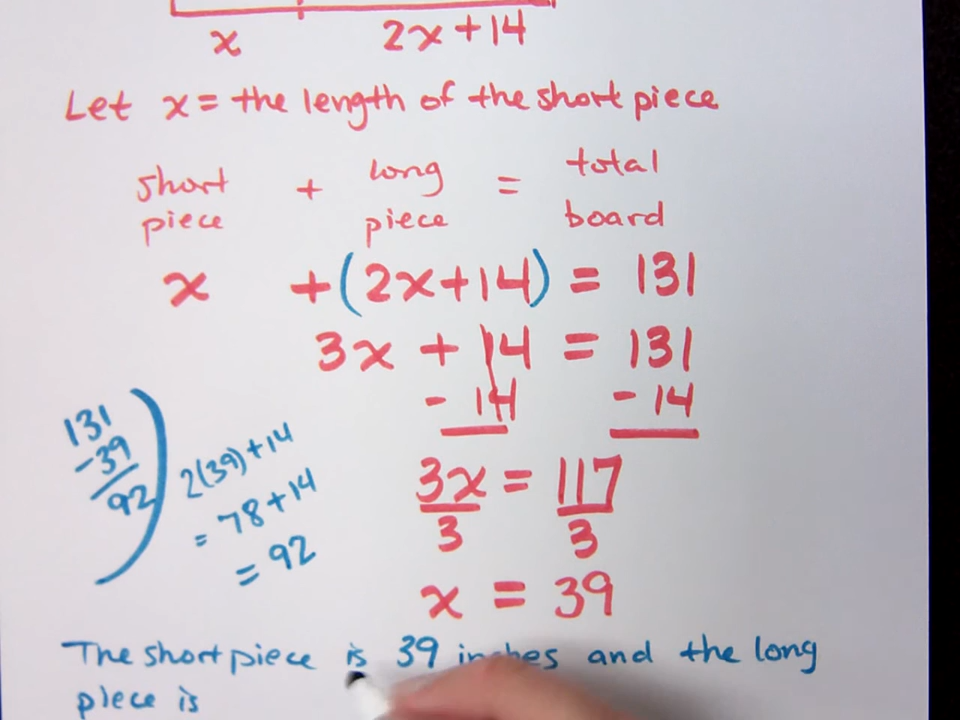 x 2x+14
Let x = the length of the short piece
short piece + long piece = total board
x + (2x+14) = 131
3x + 14 = 131
- 14 - 14
3x = 117
3 3
x = 39
131
-39
92
2(39)+14
= 78+14
= 92
The short piece is 39 inches and the long
piece is